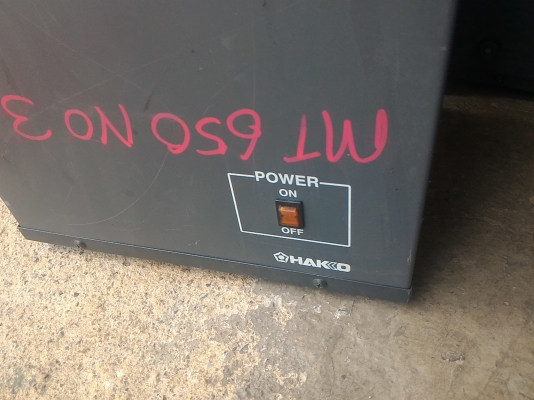 MT 650 NO 3
POWER
ON
OFF
HAKKO